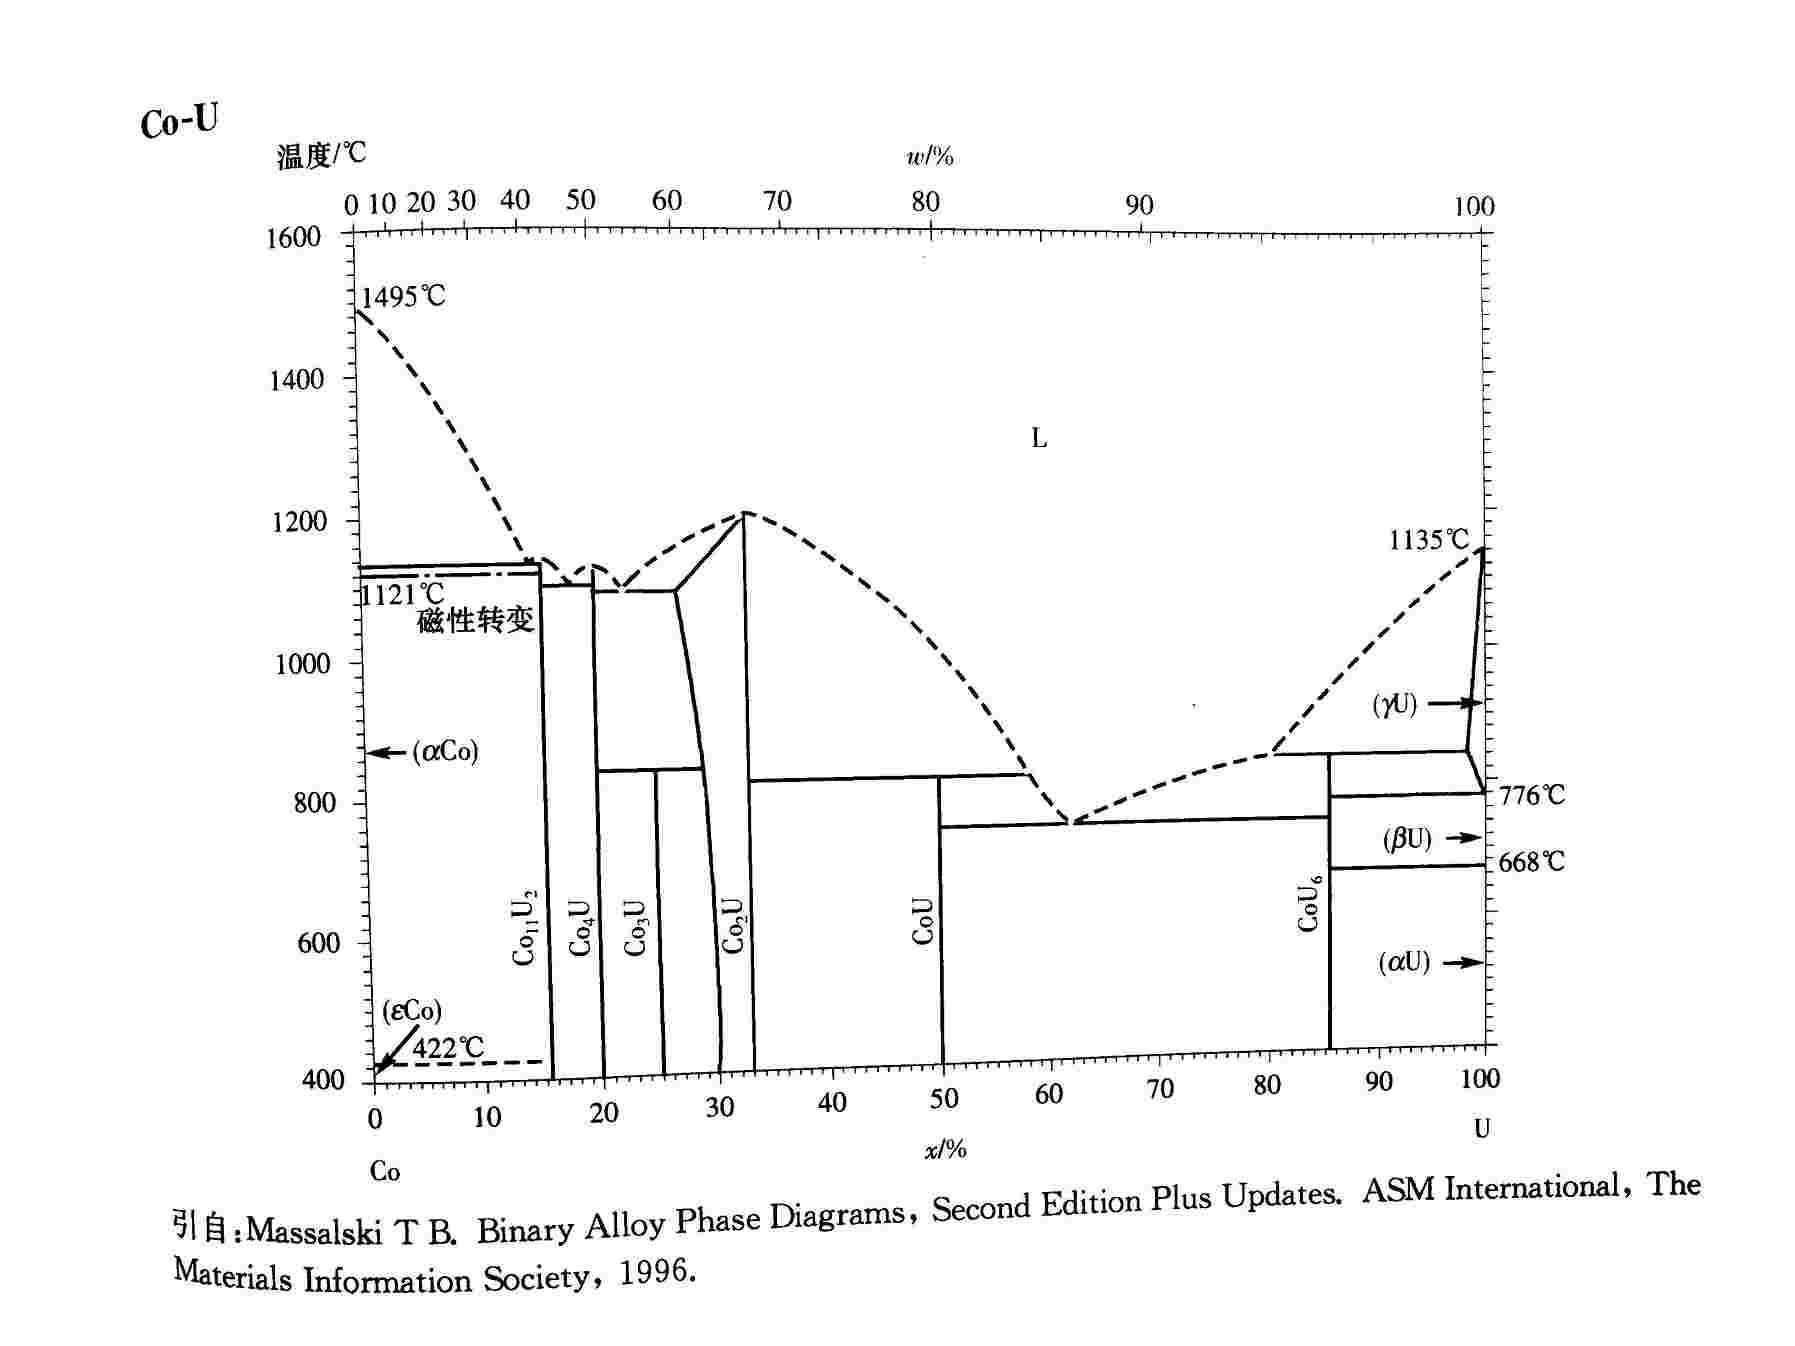 Co-U
温度/℃
w/%
0 10 20 30 40 50 60 70 80 90 100
1600
1495℃
1400
L
1200
1135℃
1121℃
磁性转变
1000
(γU)
(αCo)
800
776℃
(βU)
668℃
Co₁₁U₂
Co₄U
Co₃U
Co₂U
CoU
CoU₆
600
(αU)
(εCo)
422℃
400
0 10 20 30 40 50 60 70 80 90 100
Co
x/%
U
引自:Massalski T B. Binary Alloy Phase Diagrams, Second Edition Plus Updates. ASM International, The
Materials Information Society, 1996.